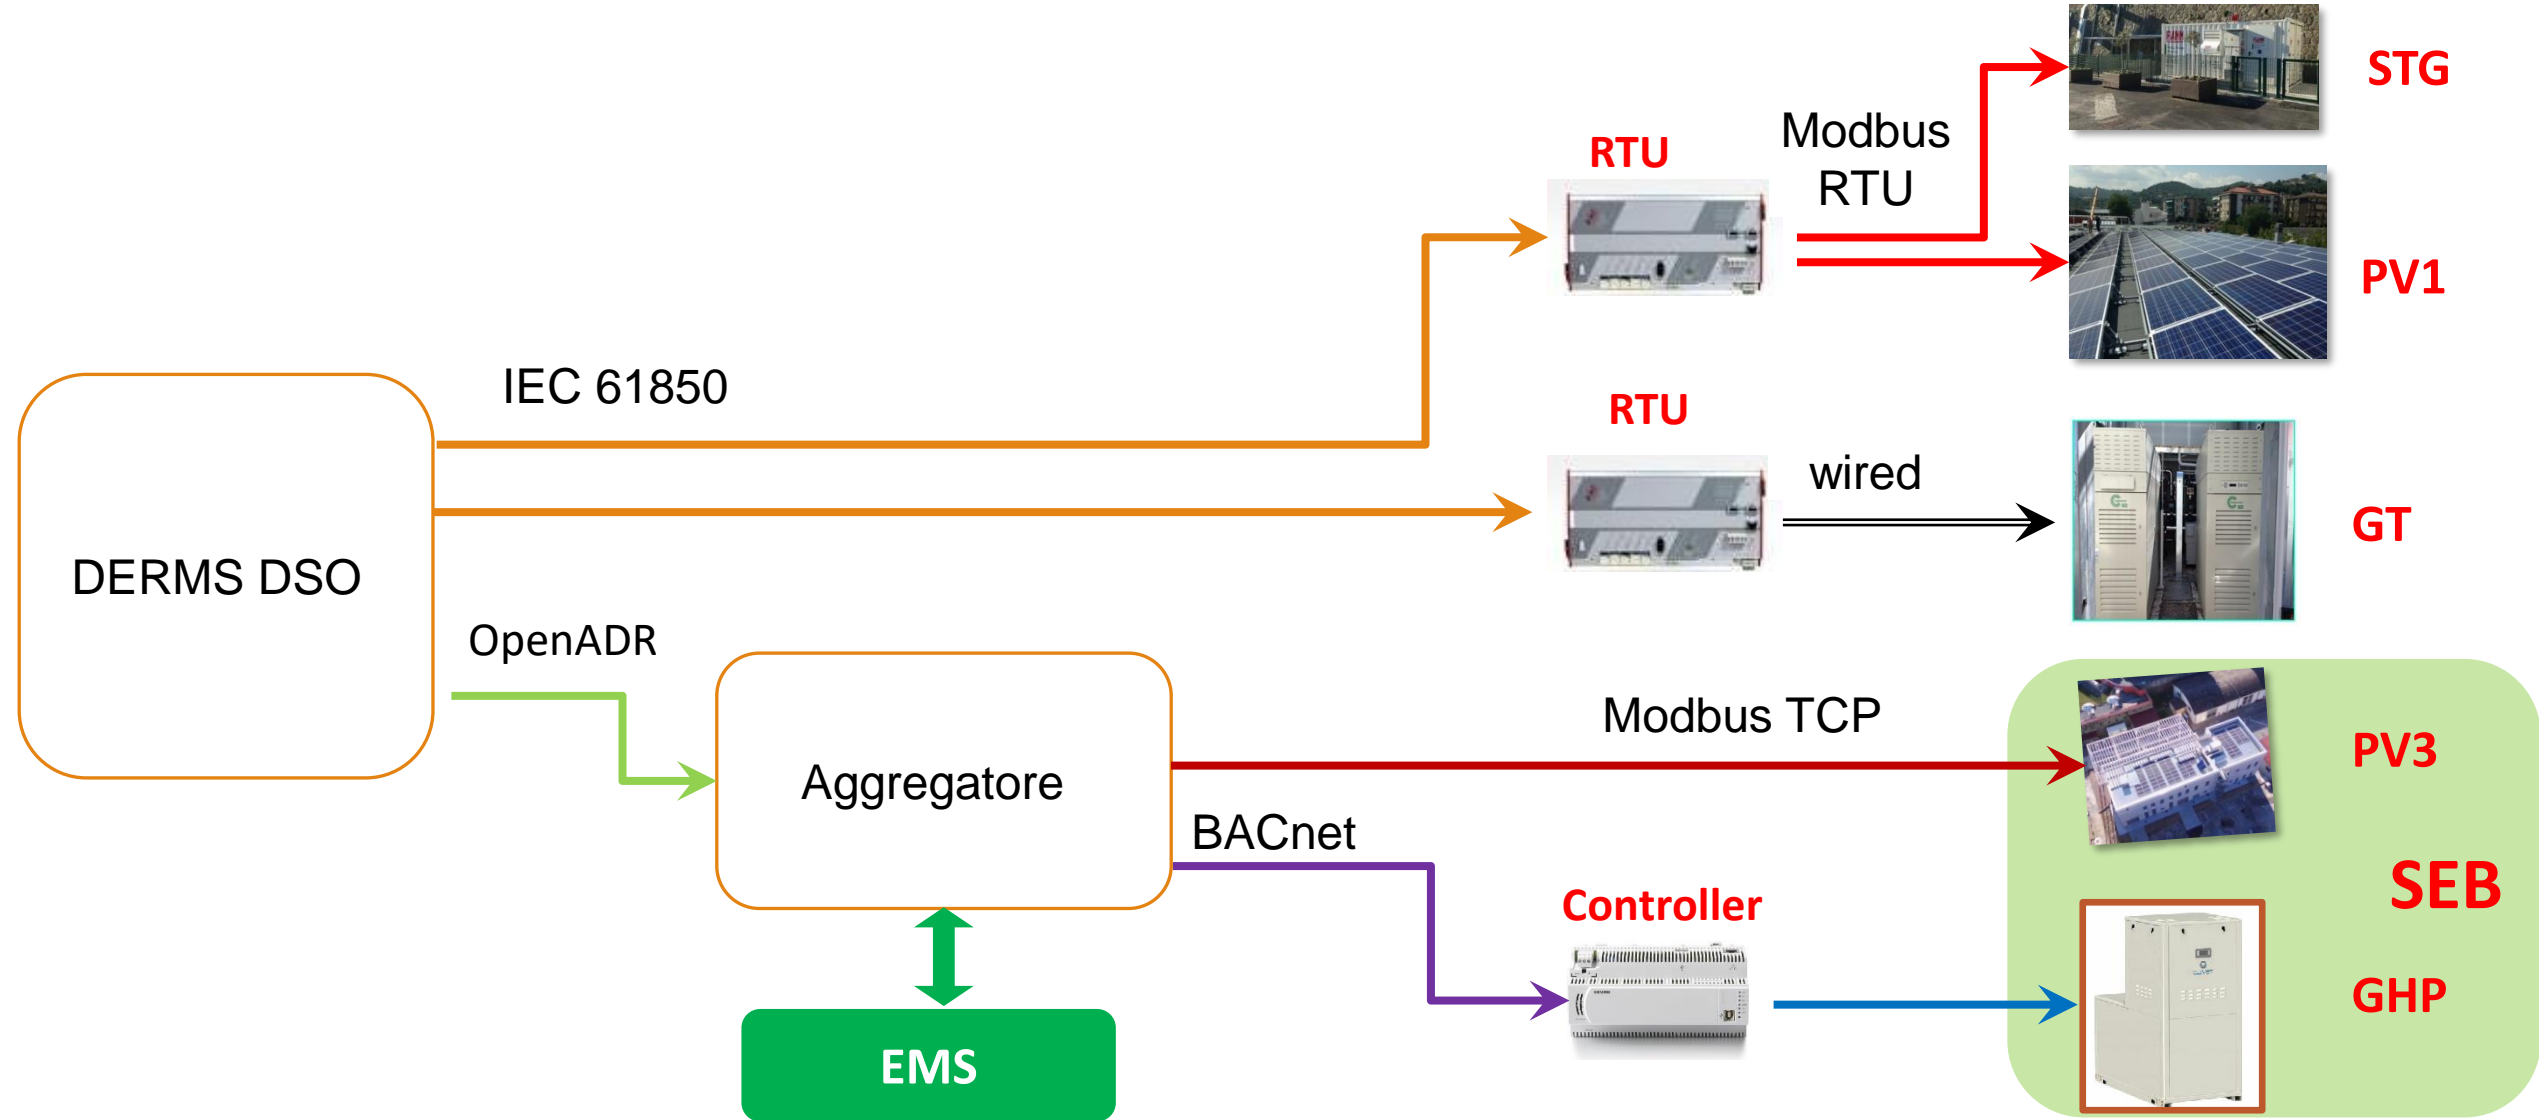 STG
RTU
Modbus
RTU
PV1
IEC 61850
RTU
wired
GT
DERMS DSO
OpenADR
Modbus TCP
PV3
Aggregatore
BACnet
SEB
Controller
GHP
EMS